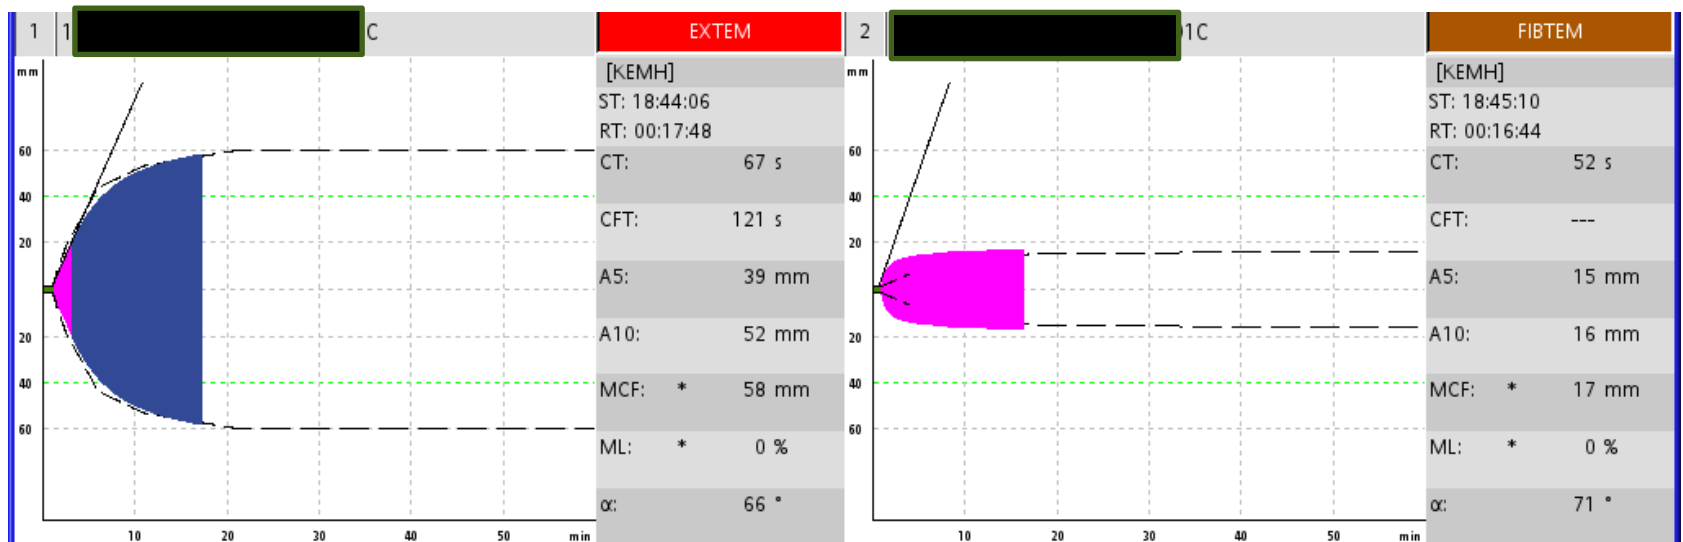 1 1 C EXTEM
[KEMH]
ST: 18:44:06
RT: 00:17:48
CT: 67 s
CFT: 121 s
A5: 39 mm
A10: 52 mm
MCF: * 58 mm
ML: * 0 %
α: 66 °
mm
60
40
20
20
40
60
10 20 30 40 50 min
2 01C FIBTEM
[KEMH]
ST: 18:45:10
RT: 00:16:44
CT: 52 s
CFT: ---
A5: 15 mm
A10: 16 mm
MCF: * 17 mm
ML: * 0 %
α: 71 °
mm
60
40
20
20
40
60
10 20 30 40 50 min